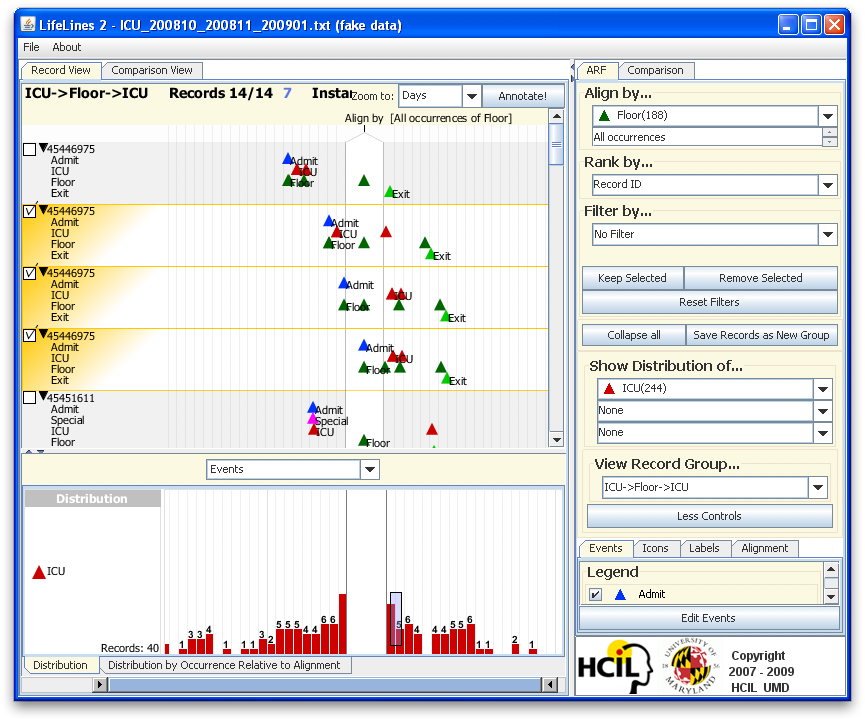 LifeLines 2 - ICU_200810_200811_200901.txt (fake data)
File About
Record View Comparison View
ICU->Floor->ICU Records 14/14 7 Instar Zoom to: Days Annotate!
Align by [All occurrences of Floor]
45446975
Admit Admit
ICU ICU
Floor Floor
Exit Exit
45446975
Admit Admit
ICU ICU
Floor Floor
Exit Exit
45446975
Admit Admit
ICU ICU
Floor Floor
Exit Exit
45446975
Admit Admit
ICU ICU
Floor Floor
Exit Exit
45451611
Admit Admit
Special Special
ICU ICU
Floor Floor
Events
Distribution
ICU
Records: 40
1 3 3 4 1 1 1 3 2 5 5 5 4 4 6 6 5 6 4 4 4 5 5 6 1 1 2 1
Distribution Distribution by Occurrence Relative to Alignment
ARF Comparison
Align by...
Floor(188)
All occurrences
Rank by...
Record ID
Filter by...
No Filter
Keep Selected Remove Selected
Reset Filters
Collapse all Save Records as New Group
Show Distribution of...
ICU(244)
None
None
View Record Group...
ICU->Floor->ICU
Less Controls
Events Icons Labels Alignment
Legend
Admit
Edit Events
HCIL
UNIVERSITY OF
MARYLAND
Copyright
2007 - 2009
HCIL UMD